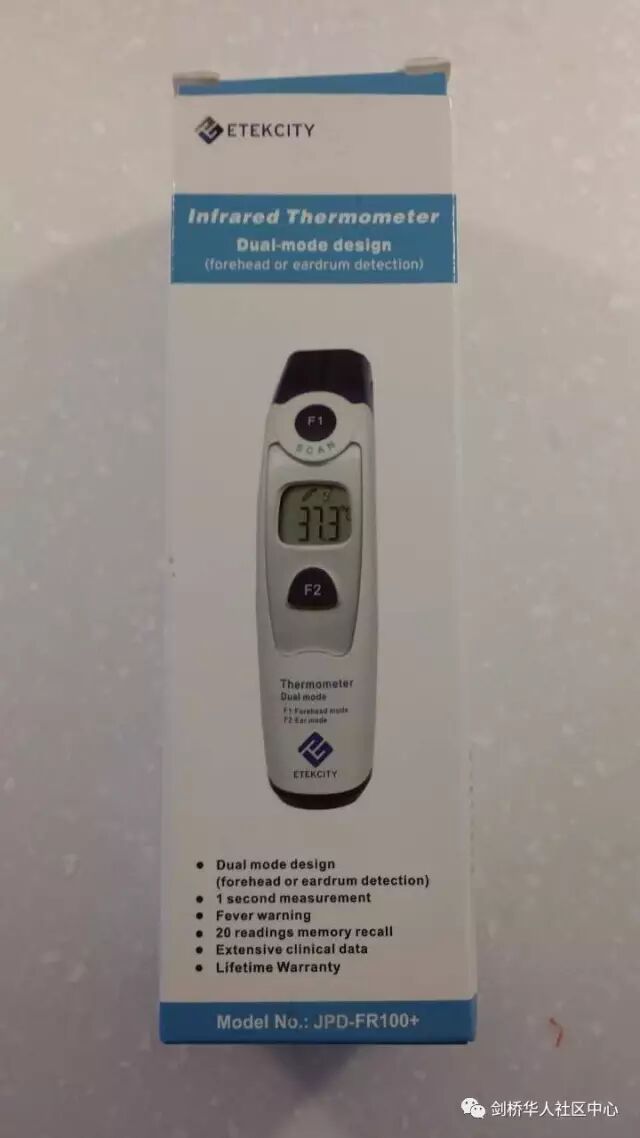 ETEKCITY
Infrared Thermometer
Dual-mode design
(forehead or eardrum detection)
F1
SCAN
37.3℃
F2
Thermometer
Dual mode
F1 Forehead mode
F2 Ear mode
ETEKCITY
● Dual mode design
(forehead or eardrum detection)
● 1 second measurement
● Fever warning
● 20 readings memory recall
● Extensive clinical data
● Lifetime Warranty
Model No.: JPD-FR100+
剑桥华人社区中心